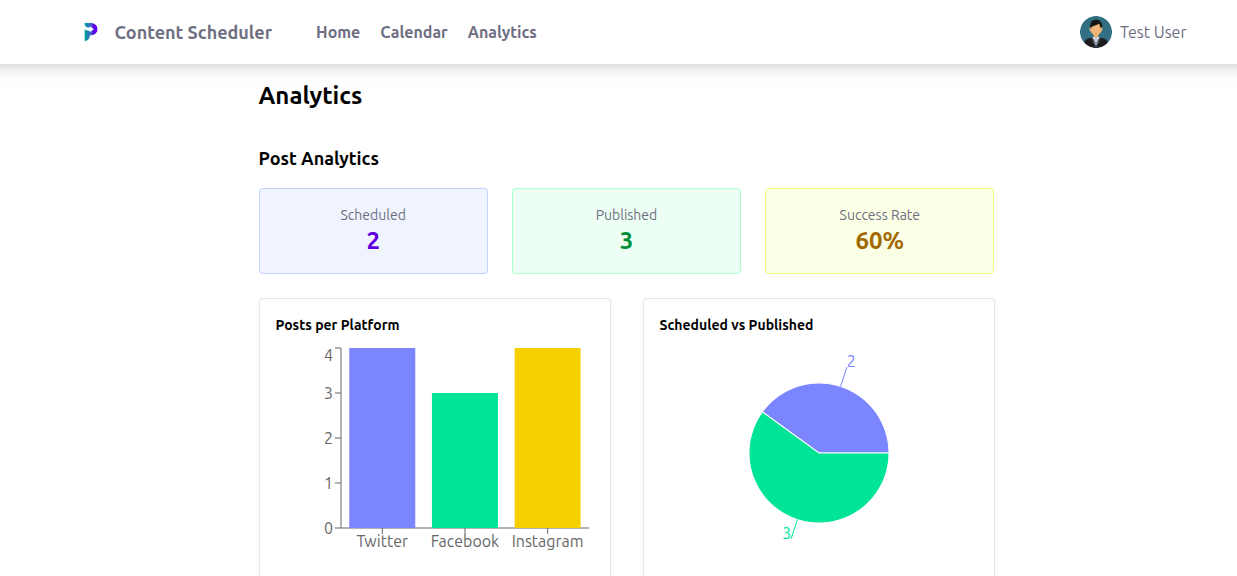 Content Scheduler Home Calendar Analytics Test User
Analytics
Post Analytics
Scheduled
2
Published
3
Success Rate
60%
Posts per Platform
4
3
2
1
0
Twitter Facebook Instagram
Scheduled vs Published
2
3